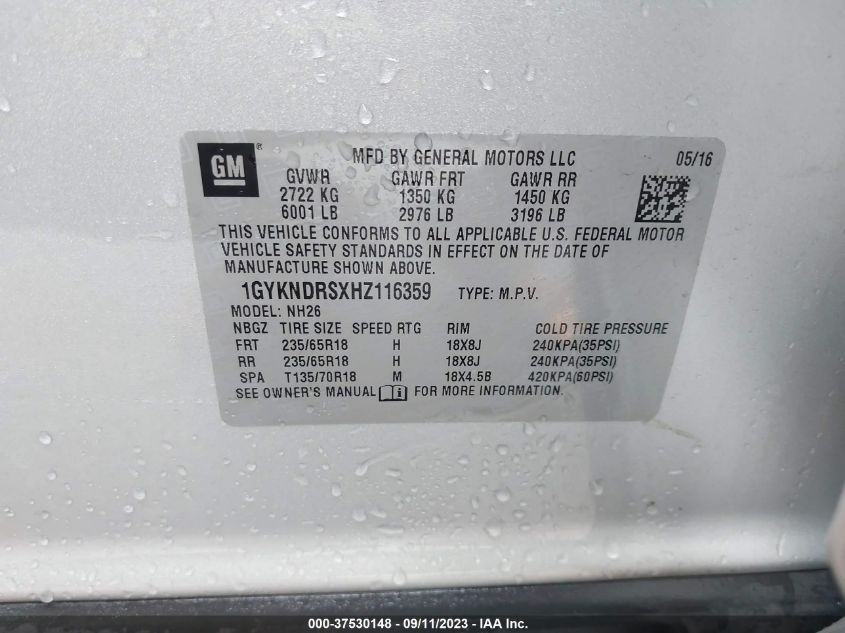 GM ® MFD BY GENERAL MOTORS LLC 05/16
GVWR GAWR FRT GAWR RR
2722 KG 1350 KG 1450 KG
6001 LB 2976 LB 3196 LB
THIS VEHICLE CONFORMS TO ALL APPLICABLE U.S. FEDERAL MOTOR
VEHICLE SAFETY STANDARDS IN EFFECT ON THE DATE OF
MANUFACTURE SHOWN ABOVE.
1GYKNDRSXHZ116359 TYPE: M.P.V.
MODEL: NH26
NBGZ TIRE SIZE SPEED RTG RIM COLD TIRE PRESSURE
FRT 235/65R18 H 18X8J 240KPA(35PSI)
RR 235/65R18 H 18X8J 240KPA(35PSI)
SPA T135/70R18 M 18X4.5B 420KPA(60PSI)
SEE OWNER'S MANUAL FOR MORE INFORMATION.
000-37530148 - 09/11/2023 - IAA Inc.